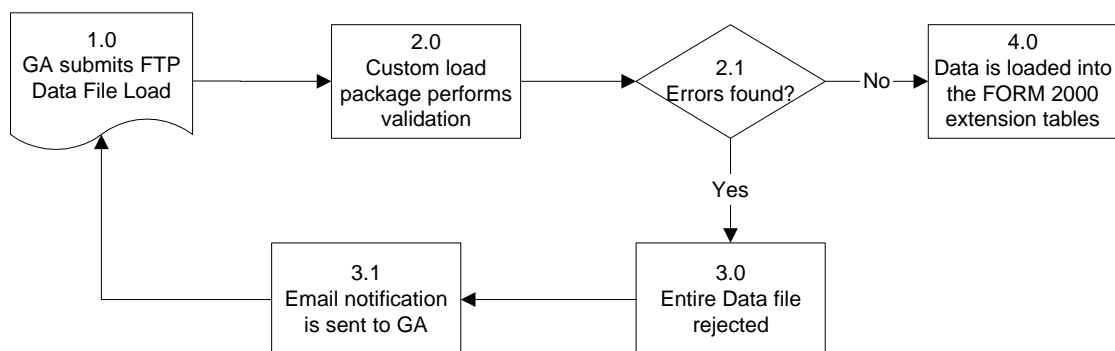 1.0
GA submits FTP
Data File Load
2.0
Custom load
package performs
validation
2.1
Errors found?
No
4.0
Data is loaded into
the FORM 2000
extension tables
Yes
3.1
Email notification
is sent to GA
3.0
Entire Data file
rejected